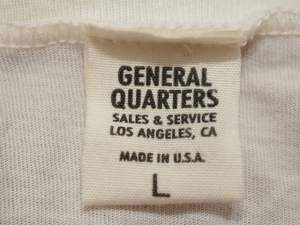 GENERAL
QUARTERS
SALES & SERVICE
LOS ANGELES, CA
MADE IN U.S.A.
L